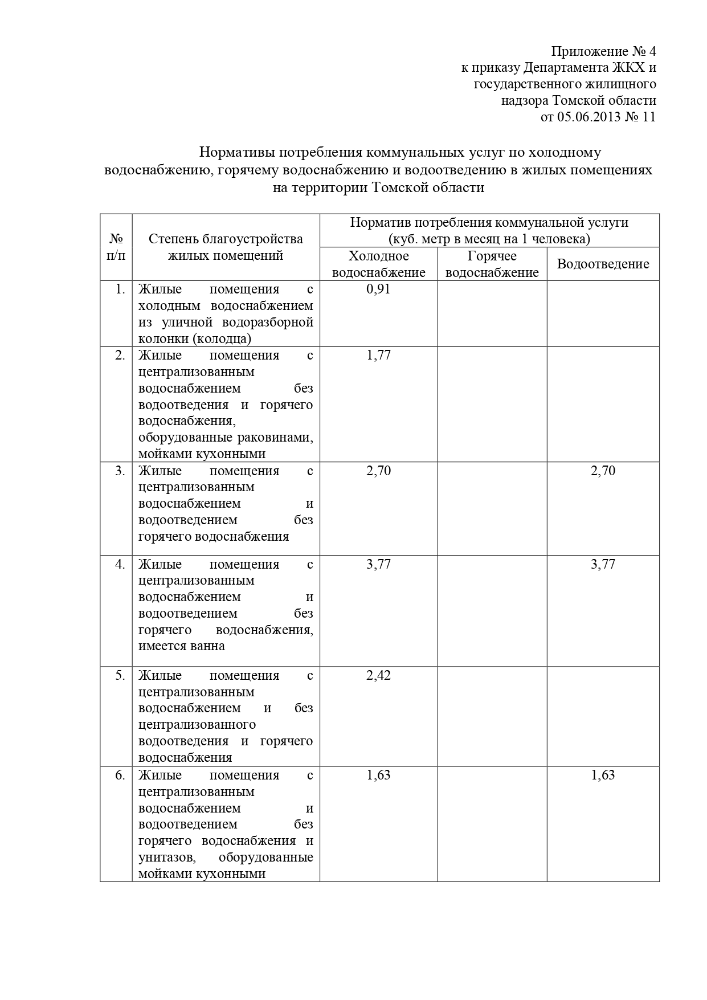 Приложение № 4
к приказу Департамента ЖКХ и
государственного жилищного
надзора Томской области
от 05.06.2013 № 11
Нормативы потребления коммунальных услуг по холодному
водоснабжению, горячему водоснабжению и водоотведению в жилых помещениях
на территории Томской области
№
п/п
Степень благоустройства
жилых помещений
Норматив потребления коммунальной услуги
(куб. метр в месяц на 1 человека)
Холодное
водоснабжение
Горячее
водоснабжение
Водоотведение
1. Жилые помещения с 0,91
холодным водоснабжением
из уличной водоразборной
колонки (колодца)
2. Жилые помещения с 1,77
централизованным
водоснабжением без
водоотведения и горячего
водоснабжения,
оборудованные раковинами,
мойками кухонными
3. Жилые помещения с 2,70 2,70
централизованным
водоснабжением и
водоотведением без
горячего водоснабжения
4. Жилые помещения с 3,77 3,77
централизованным
водоснабжением и
водоотведением без
горячего водоснабжения,
имеется ванна
5. Жилые помещения с 2,42
централизованным
водоснабжением и без
централизованного
водоотведения и горячего
водоснабжения
6. Жилые помещения с 1,63 1,63
централизованным
водоснабжением и
водоотведением без
горячего водоснабжения и
унитазов, оборудованные
мойками кухонными